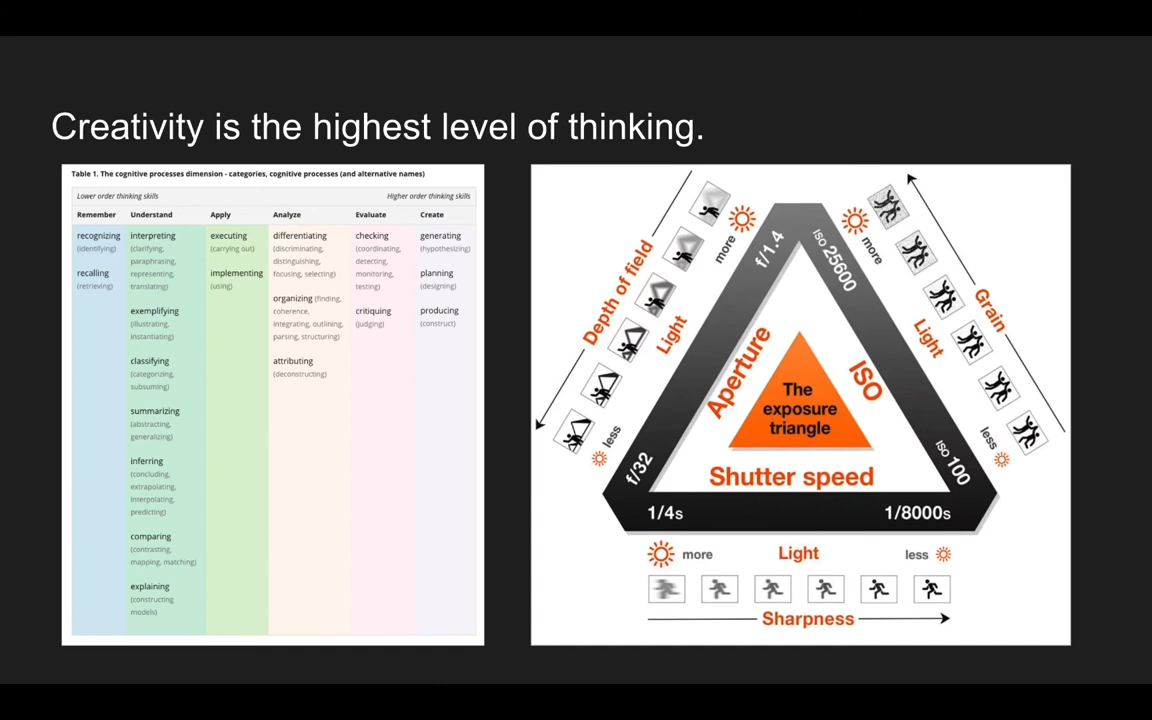 Creativity is the highest level of thinking.
Table 1. The cognitive processes dimension - categories, cognitive processes (and alternative names)
Lower order thinking skills
Higher order thinking skills
Remember
Understand
Apply
Analyze
Evaluate
Create
recognizing
(identifying)
recalling
(retrieving)
interpreting
(clarifying,
paraphrasing,
representing,
translating)
exemplifying
(illustrating,
instantiating)
classifying
(categorizing,
subsuming)
summarizing
(abstracting,
generalizing)
inferring
(concluding,
extrapolating,
interpolating,
predicting)
comparing
(contrasting,
mapping, matching)
explaining
(constructing
models)
executing
(carrying out)
implementing
(using)
differentiating
(discriminating,
distinguishing,
focusing, selecting)
organizing (finding,
coherence,
integrating, outlining,
parsing, structuring)
attributing
(deconstructing)
checking
(coordinating,
detecting,
monitoring,
testing)
critiquing
(judging)
generating
(hypothesizing)
planning
(designing)
producing
(construct)
Depth of field
Light
more
less
f/1.4
Aperture
f/32
ISO 25600
ISO
ISO 100
more
Light
Grain
less
The
exposure
triangle
Shutter speed
1/4s
1/8000s
more
Light
less
Sharpness